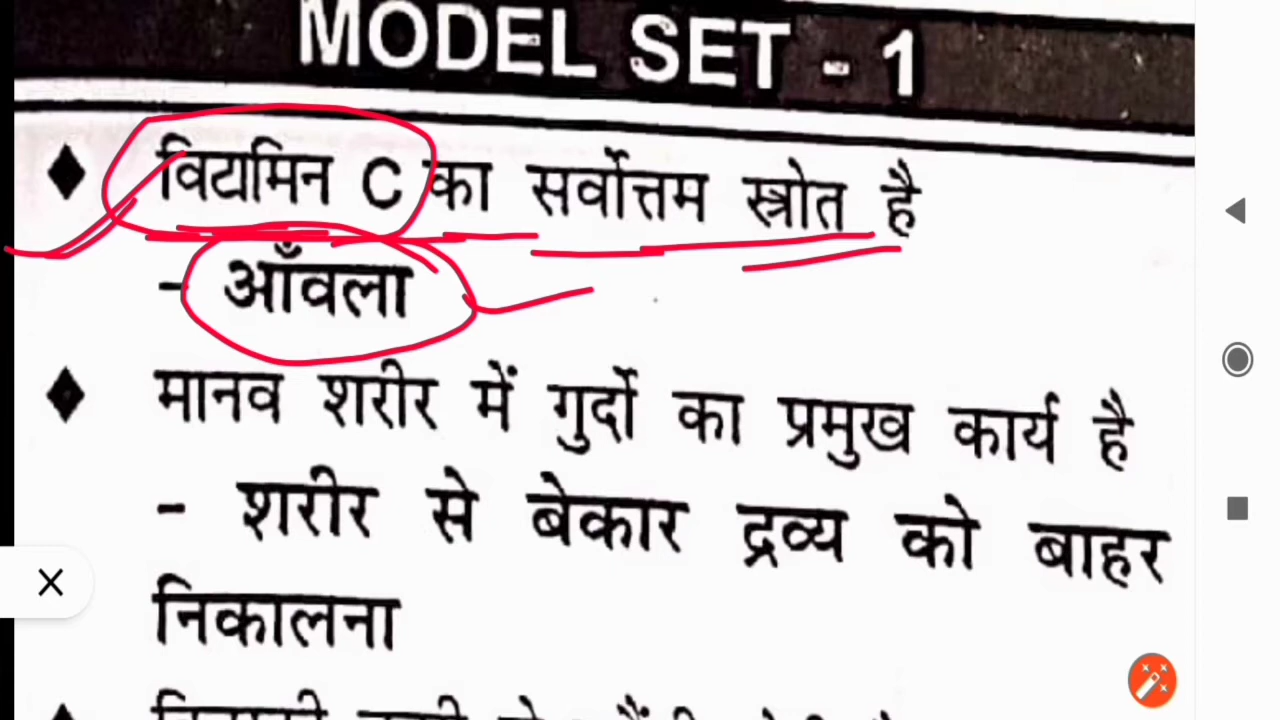 MODEL SET - 1
♦ विटामिन C का सर्वोत्तम स्त्रोत है
- आँवला
♦ मानव शरीर में गुर्दो का प्रमुख कार्य है
- शरीर से बेकार द्रव्य को बाहर
निकालना